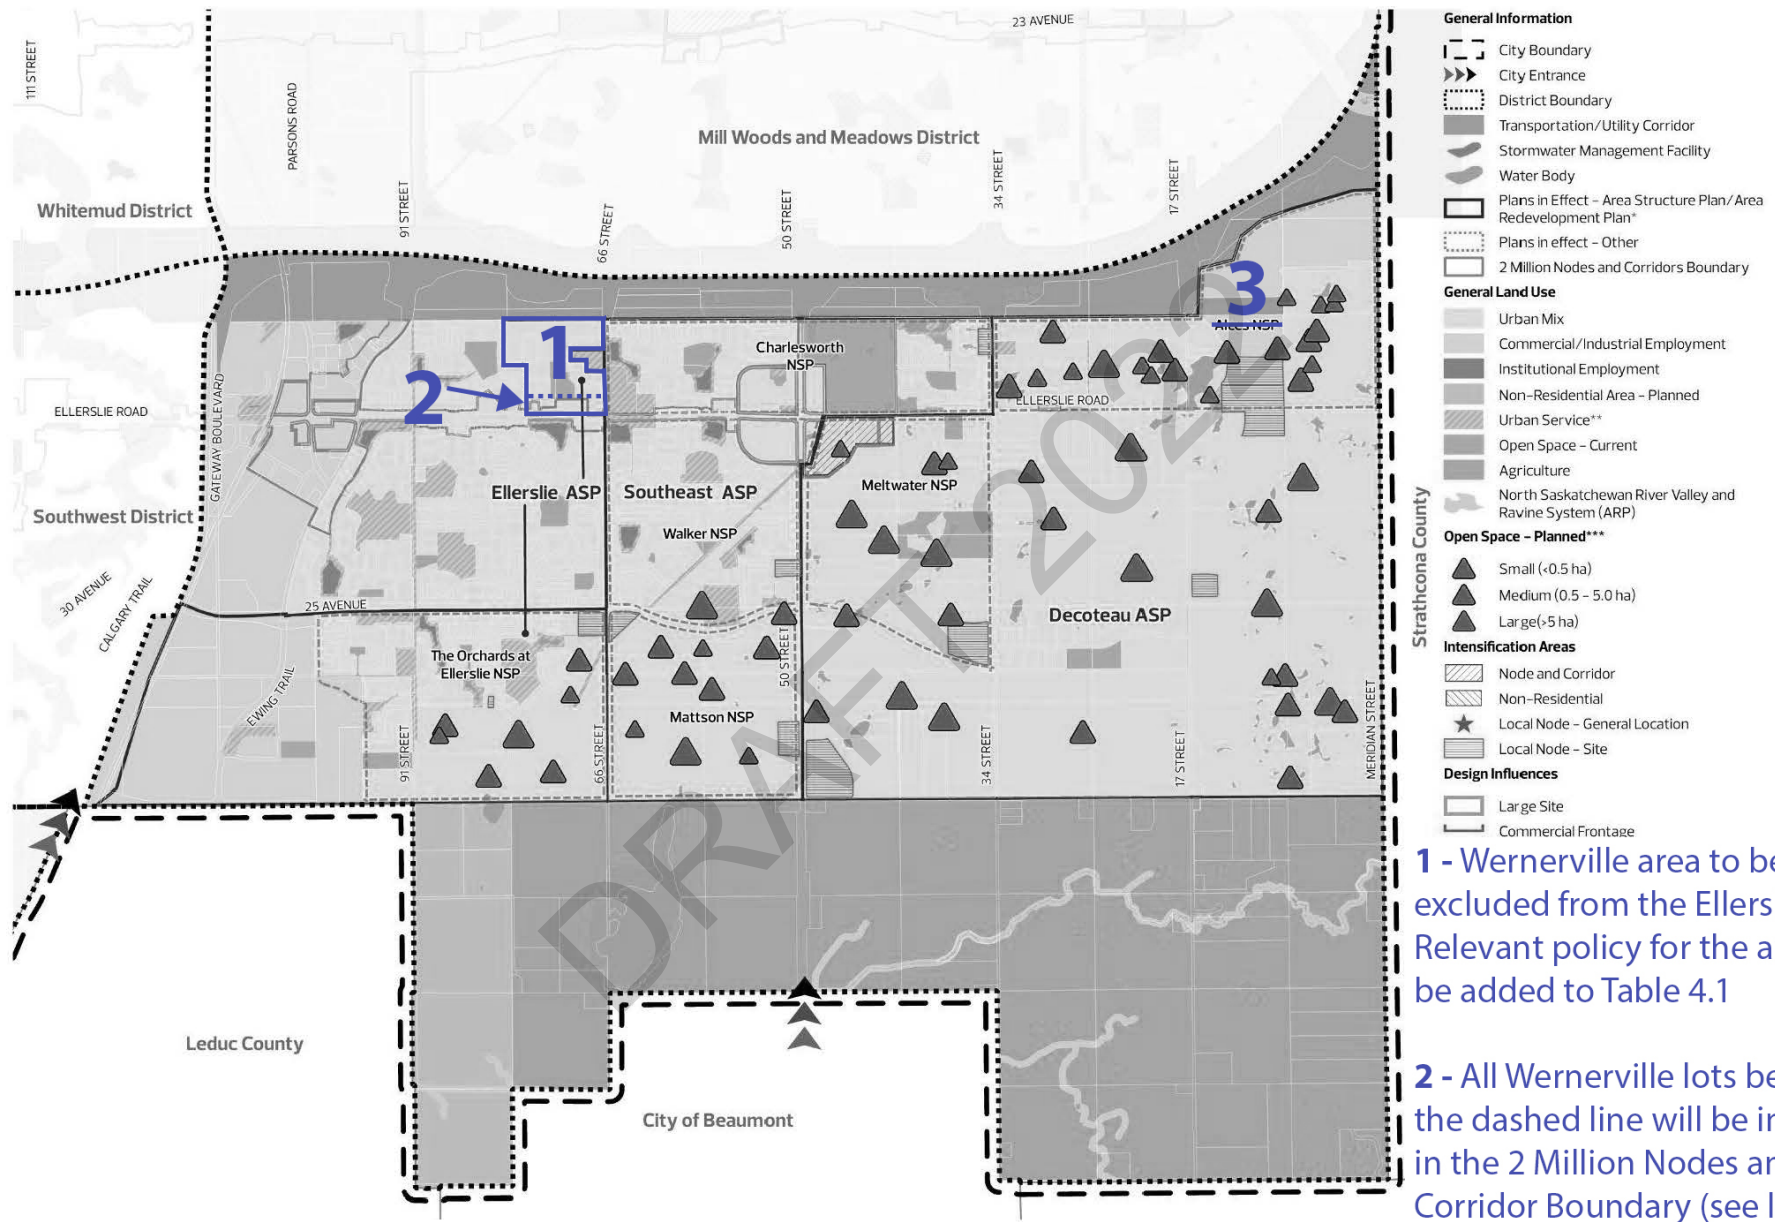 23 AVENUE
111 STREET
PARSONS ROAD
Mill Woods and Meadows District
34 STREET
17 STREET
91 STREET
50 STREET
66 STREET
Whitemud District
3
Alces NSP
1
Charlesworth
NSP
2
ELLERSLIE ROAD
ELLERSLIE ROAD
GATEWAY BOULEVARD
Ellerslie ASP
Southeast ASP
Meltwater NSP
Southwest District
Walker NSP
Strathcona County
30 AVENUE
CALGARY TRAIL
25 AVENUE
Decoteau ASP
The Orchards at
Ellerslie NSP
50 STREET
EWING TRAIL
Mattson NSP
91 STREET
66 STREET
34 STREET
17 STREET
MERIDIAN STREET
DRAFT 2022
Leduc County
City of Beaumont
General Information
City Boundary
City Entrance
District Boundary
Transportation/Utility Corridor
Stormwater Management Facility
Water Body
Plans in Effect - Area Structure Plan/Area
Redevelopment Plan*
Plans in effect - Other
2 Million Nodes and Corridors Boundary
General Land Use
Urban Mix
Commercial/Industrial Employment
Institutional Employment
Non-Residential Area - Planned
Urban Service**
Open Space - Current
Agriculture
North Saskatchewan River Valley and
Ravine System (ARP)
Open Space - Planned***
Small (<0.5 ha)
Medium (0.5 - 5.0 ha)
Large(>5 ha)
Intensification Areas
Node and Corridor
Non-Residential
Local Node - General Location
Local Node - Site
Design Influences
Large Site
Commercial Frontage
1 - Wernerville area to be
excluded from the Ellers
Relevant policy for the a
be added to Table 4.1
2 - All Wernerville lots be
the dashed line will be in
in the 2 Million Nodes an
Corridor Boundary (see l